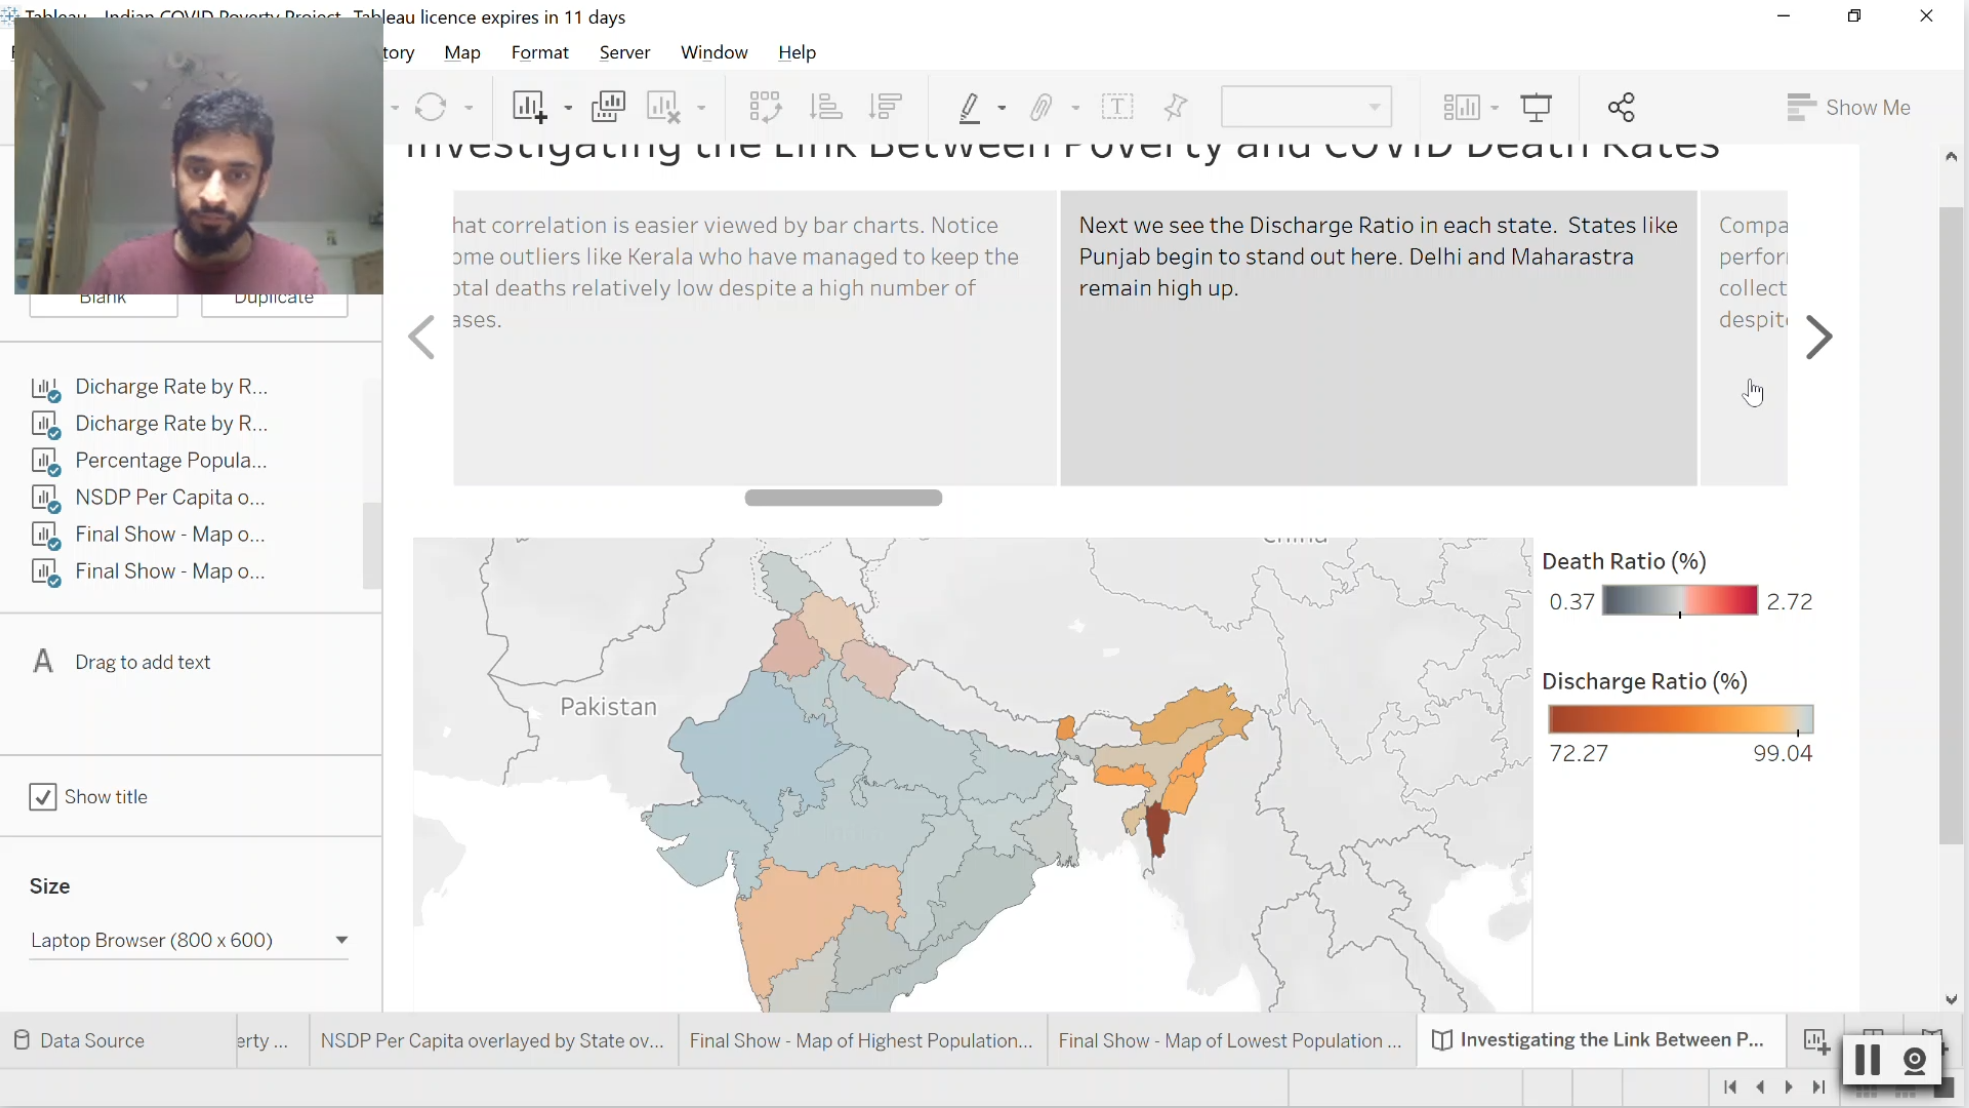 Tableau - Indian COVID Poverty Project - Tableau licence expires in 11 days
tory Map Format Server Window Help
Show Me
Investigating the Link Between Poverty and COVID Death Rates
hat correlation is easier viewed by bar charts. Notice
ome outliers like Kerala who have managed to keep the
otal deaths relatively low despite a high number of
ases.
Next we see the Discharge Ratio in each state. States like
Punjab begin to stand out here. Delhi and Maharastra
remain high up.
Compa
perfor
collect
despite
Blank
Duplicate
Dicharge Rate by R...
Dicharge Rate by R...
Percentage Popula...
NSDP Per Capita o...
Final Show - Map o...
Final Show - Map o...
A Drag to add text
Show title
Size
Laptop Browser (800 x 600)
China
Pakistan
Death Ratio (%)
0.37 2.72
Discharge Ratio (%)
72.27 99.04
Data Source
erty ...
NSDP Per Capita overlayed by State ov...
Final Show - Map of Highest Population...
Final Show - Map of Lowest Population ...
Investigating the Link Between P...